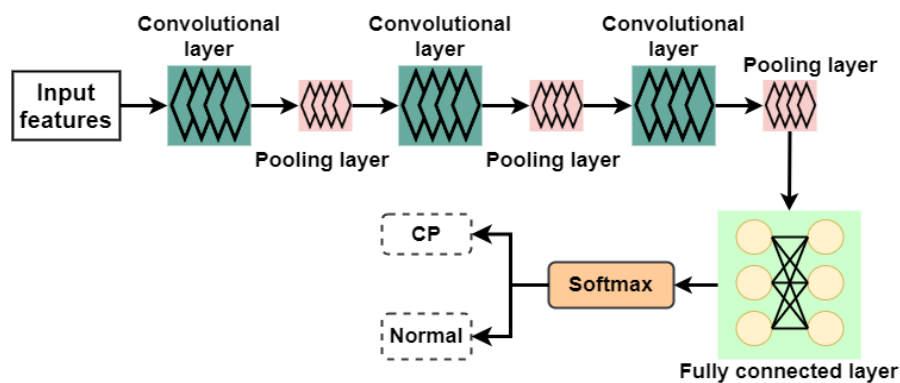 Convolutional
layer
Convolutional
layer
Convolutional
layer
Pooling layer
Input
features
Pooling layer
Pooling layer
CP
Softmax
Normal
Fully connected layer